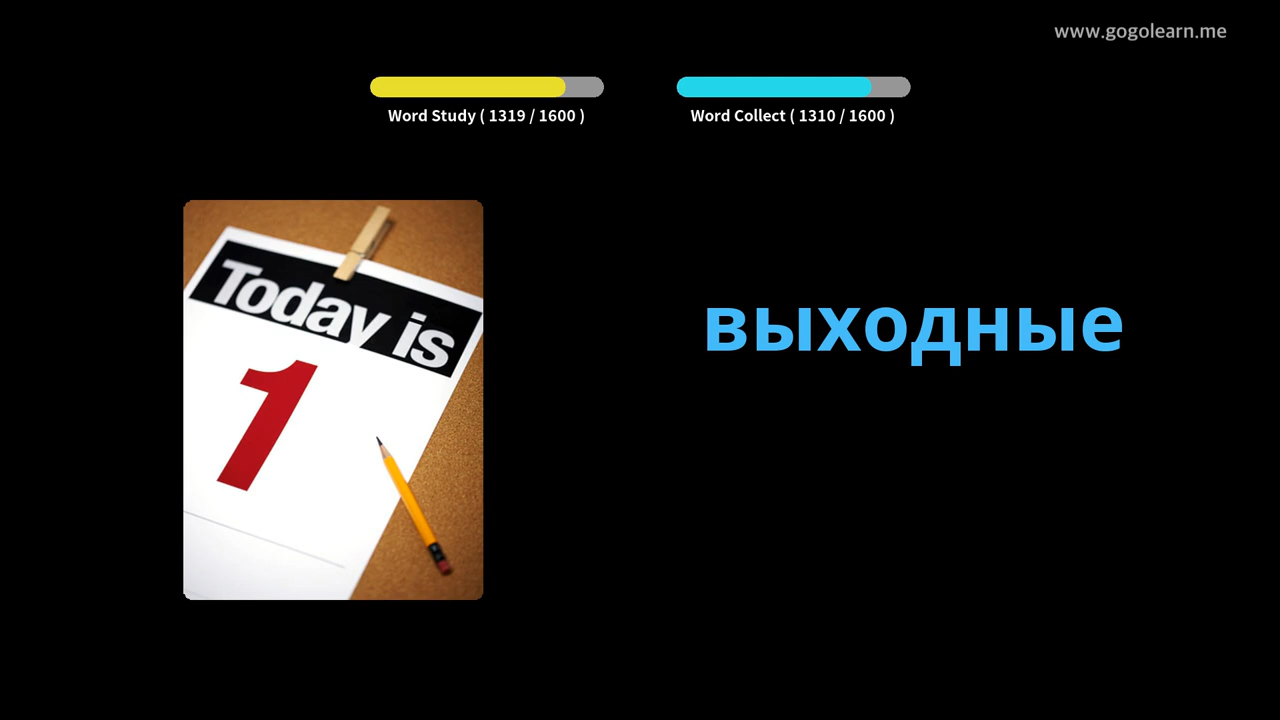 www.gogolearn.me
Word Study ( 1319 / 1600 )
Word Collect ( 1310 / 1600 )
Today is
1
выходные